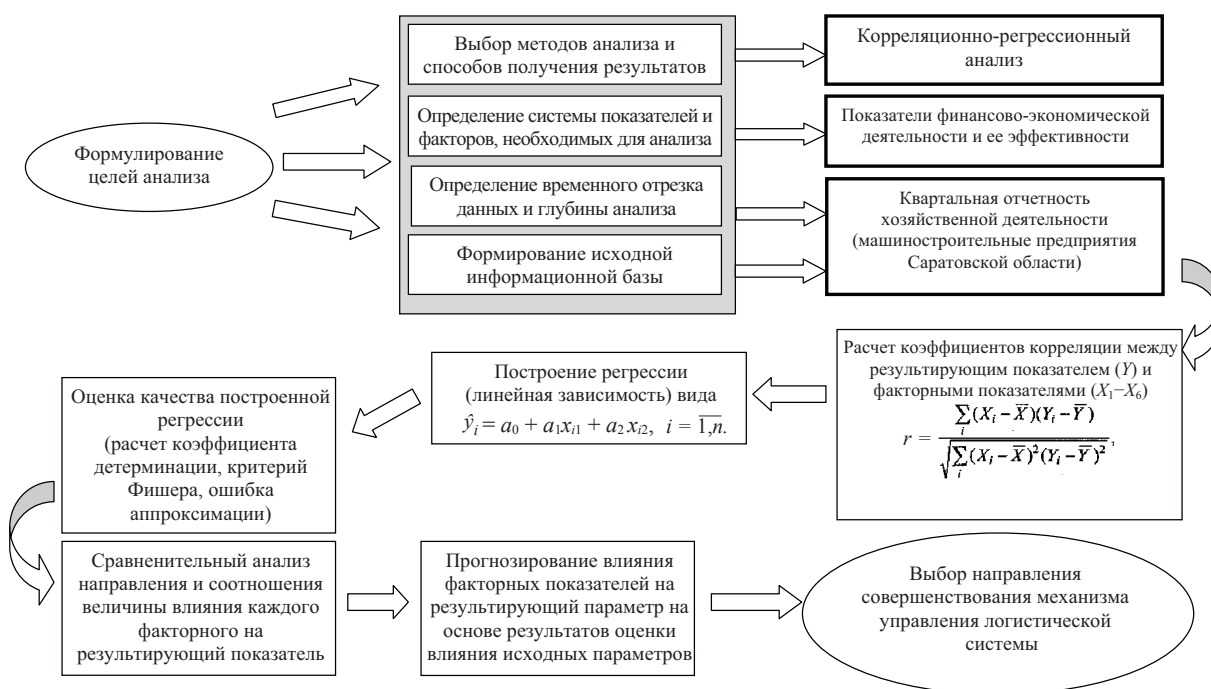 Формулирование
целей анализа
Выбор методов анализа и
способов получения результатов
Определение системы показателей и
факторов, необходимых для анализа
Определение временного отрезка
данных и глубины анализа
Формирование исходной
информационной базы
Корреляционно-регрессионный
анализ
Показатели финансово-экономической
деятельности и ее эффективности
Квартальная отчетность
хозяйственной деятельности
(машиностроительные предприятия
Саратовской области)
Расчет коэффициентов корреляции между
результирующим показателем (Y) и
факторными показателями (X₁–X₆)
r = ∑ᵢ(Xᵢ – X̅)(Yᵢ – Y̅) / √∑ᵢ(Xᵢ – X̅)²(Yᵢ – Y̅)²,
Построение регрессии
(линейная зависимость) вида
ŷᵢ = a₀ + a₁xᵢ₁ + a₂xᵢ₂, i = 1,n.
Оценка качества построенной
регрессии
(расчет коэффициента
детерминации, критерий
Фишера, ошибка
аппроксимации)
Сравненительный анализ
направления и соотношения
величины влияния каждого
факторного на
результирующий показатель
Прогнозирование влияния
факторных показателей на
результирующий параметр на
основе результатов оценки
влияния исходных параметров
Выбор направления
совершенствования механизма
управления логистической
системы